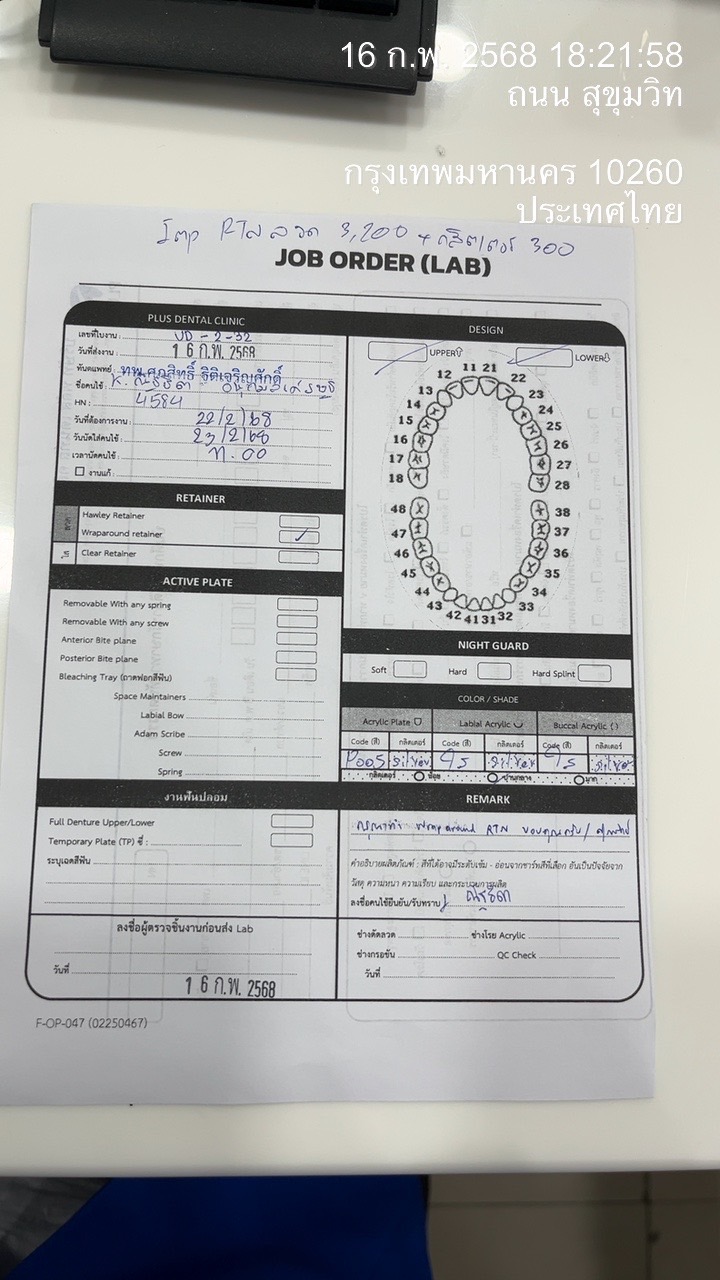 16 ก.พ. 2568 18:21:58
ถนน สุขุมวิท
กรุงเทพมหานคร 10260
ประเทศไทย
Imp RTN ลวด 3,200 + กลิตเตอร์ 300
JOB ORDER (LAB)
PLUS DENTAL CLINIC
เลขที่ใบงาน : UD - 2 - 32
วันที่ส่งงาน : 16 ก.พ. 2568
ทันตแพทย์ : ทพ.ศุภสิทธิ์ ฐิติเจริญศักดิ์
ชื่อคนไข้ : K.
HN : 4584
วันที่ต้องการงาน : 22/2/68
วันนัดใส่คนไข้ : 23/2/68
เวลานัดคนไข้ : 11.00
งานแก้ :
RETAINER
Hawley Retainer
Wraparound retainer ✓
Clear Retainer
ACTIVE PLATE
Removable With any spring
Removable With any screw
Anterior Bite plane
Posterior Bite plane
Bleaching Tray (ถาดฟอกสีฟัน)
Space Maintainers
Labial Bow
Adam Scribe
Screw
Spring
งานฟันปลอม
Full Denture Upper/Lower
Temporary Plate (TP) ซี่ :
ระบุเฉดสีฟัน
ลงชื่อผู้ตรวจชิ้นงานก่อนส่ง Lab
วันที่
16 ก.พ. 2568
DESIGN
UPPER
LOWER
11 21
12 22
13 23
14 24
15 25
16 26
17 27
18 28
48 38
47 37
46 36
45 35
44 34
43 33
42 41 31 32
NIGHT GUARD
Soft Hard Hard Splint
COLOR / SHADE
Acrylic Plate Labial Acrylic Buccal Acrylic ( )
Code (สี) กลิตเตอร์ Code (สี) กลิตเตอร์ Code (สี) กลิตเตอร์
P005 silver 9s silver 9s silver
กลิตเตอร์ น้อย ปานกลาง มาก
REMARK
กรุณาทำ wraparound RTN ขอบคุณครับ /
คำอธิบายผลิตภัณฑ์ : สีที่ได้อาจมีระดับเข้ม - อ่อนจากชาร์ทสีที่เลือก อันเป็นปัจจัยจาก
วัสดุ ความหนา ความเรียบ และกระบวนการผลิต
ลงชื่อคนไข้ยืนยัน/รับทราบ
ช่างดัดลวด ช่างโรย Acrylic
ช่างกรอขัน QC Check
วันที่
F-OP-047 (02250467)